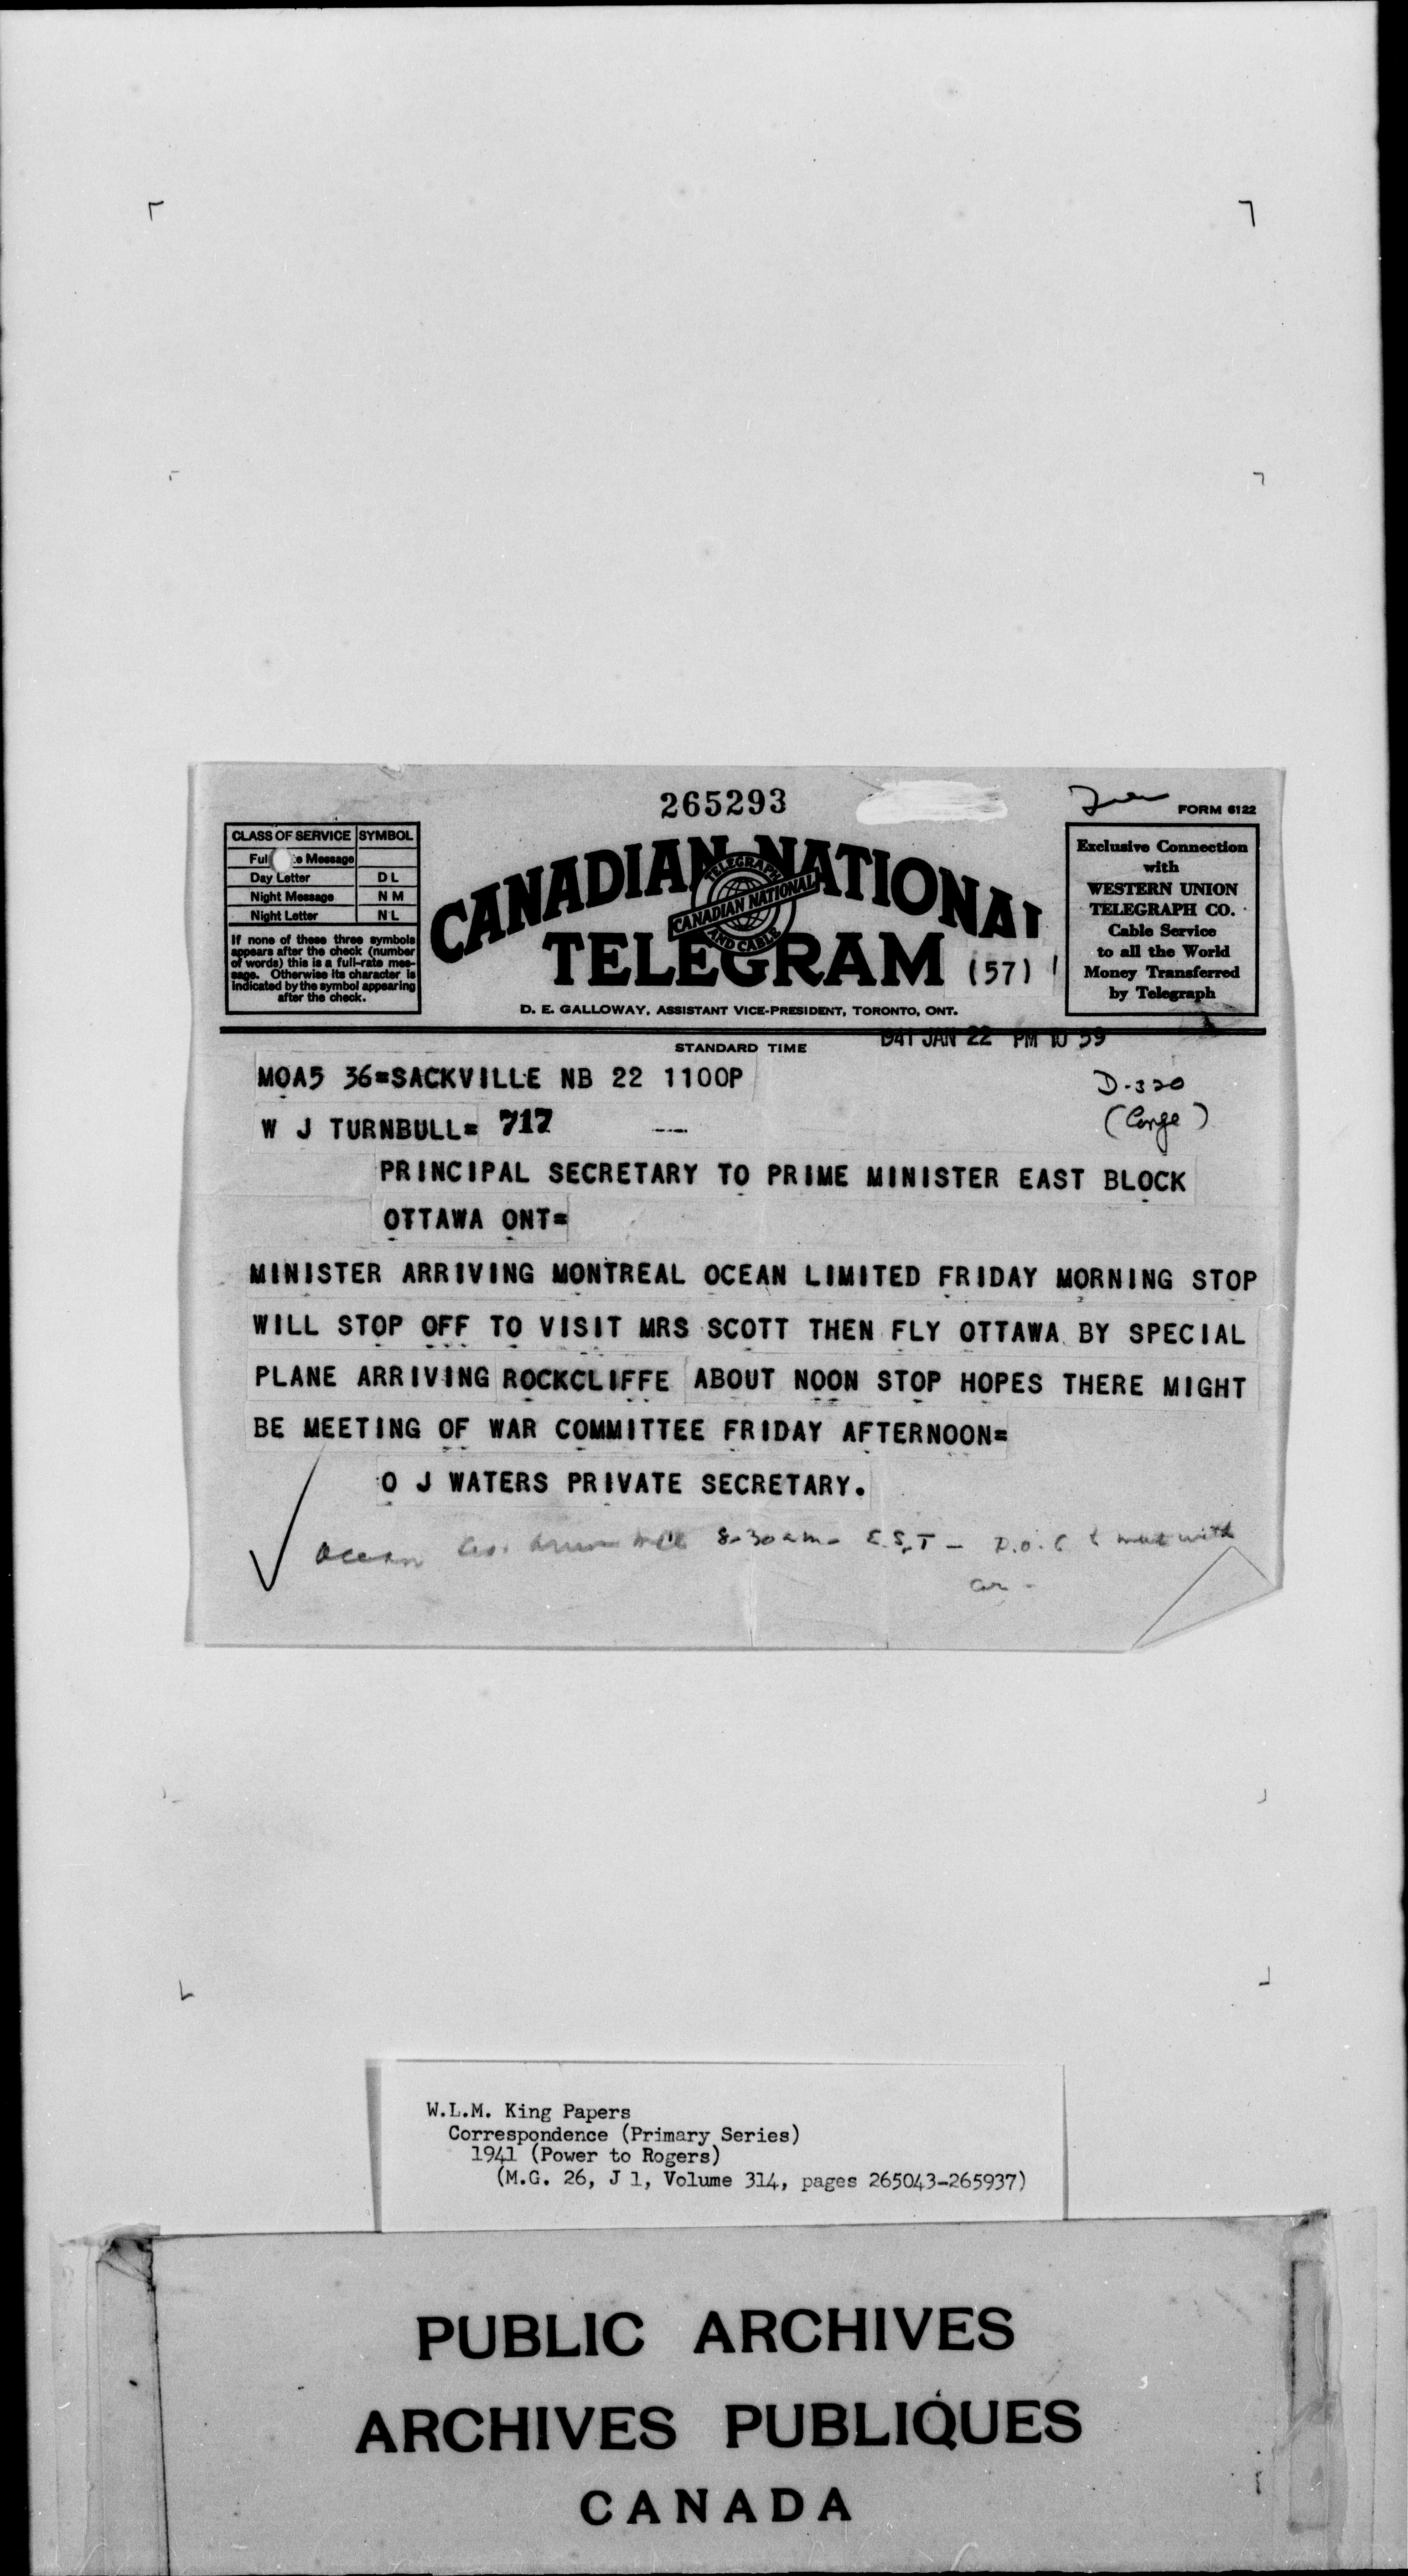 265293
FORM 6122
CLASS OF SERVICE SYMBOL
Ful e Message
Day Letter DL
Night Message NM
Night Letter NL
If none of these three symbols
appears after the check (number
of words) this is a full-rate mes-
sage. Otherwise its character is
indicated by the symbol appearing
after the check.
CANADIAN NATIONAL
TELEGRAPH
CANADIAN NATIONAL
AND CABLE
TELEGRAM (57)
D. E. GALLOWAY, ASSISTANT VICE-PRESIDENT, TORONTO, ONT.
Exclusive Connection
with
WESTERN UNION
TELEGRAPH CO.
Cable Service
to all the World
Money Transferred
by Telegraph
STANDARD TIME
1941 JAN 22 PM 10 59
MOA5 36=SACKVILLE NB 22 1100P
D-320
W J TURNBULL= 717
PRINCIPAL SECRETARY TO PRIME MINISTER EAST BLOCK
OTTAWA ONT=
MINISTER ARRIVING MONTREAL OCEAN LIMITED FRIDAY MORNING STOP
WILL STOP OFF TO VISIT MRS SCOTT THEN FLY OTTAWA BY SPECIAL
PLANE ARRIVING ROCKCLIFFE ABOUT NOON STOP HOPES THERE MIGHT
BE MEETING OF WAR COMMITTEE FRIDAY AFTERNOON=
O J WATERS PRIVATE SECRETARY.
Ocean 8-30 am- E.S.T - with
car -
W.L.M. King Papers
Correspondence (Primary Series)
1941 (Power to Rogers)
(M.G. 26, J 1, Volume 314, pages 265043-265937)
PUBLIC ARCHIVES
ARCHIVES PUBLIQUES
CANADA